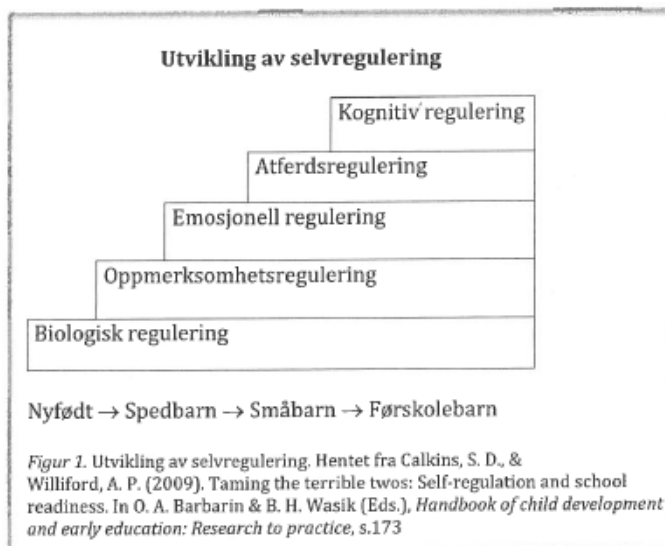 Utvikling av selvregulering
Kognitiv regulering
Atferdsregulering
Emosjonell regulering
Oppmerksomhetsregulering
Biologisk regulering
Nyfødt → Spedbarn → Småbarn → Førskolebarn
Figur 1. Utvikling av selvregulering. Hentet fra Calkins, S. D., &
Williford, A. P. (2009). Taming the terrible twos: Self-regulation and school
readiness. In O. A. Barbarin & B. H. Wasik (Eds.), Handbook of child development
and early education: Research to practice, s.173